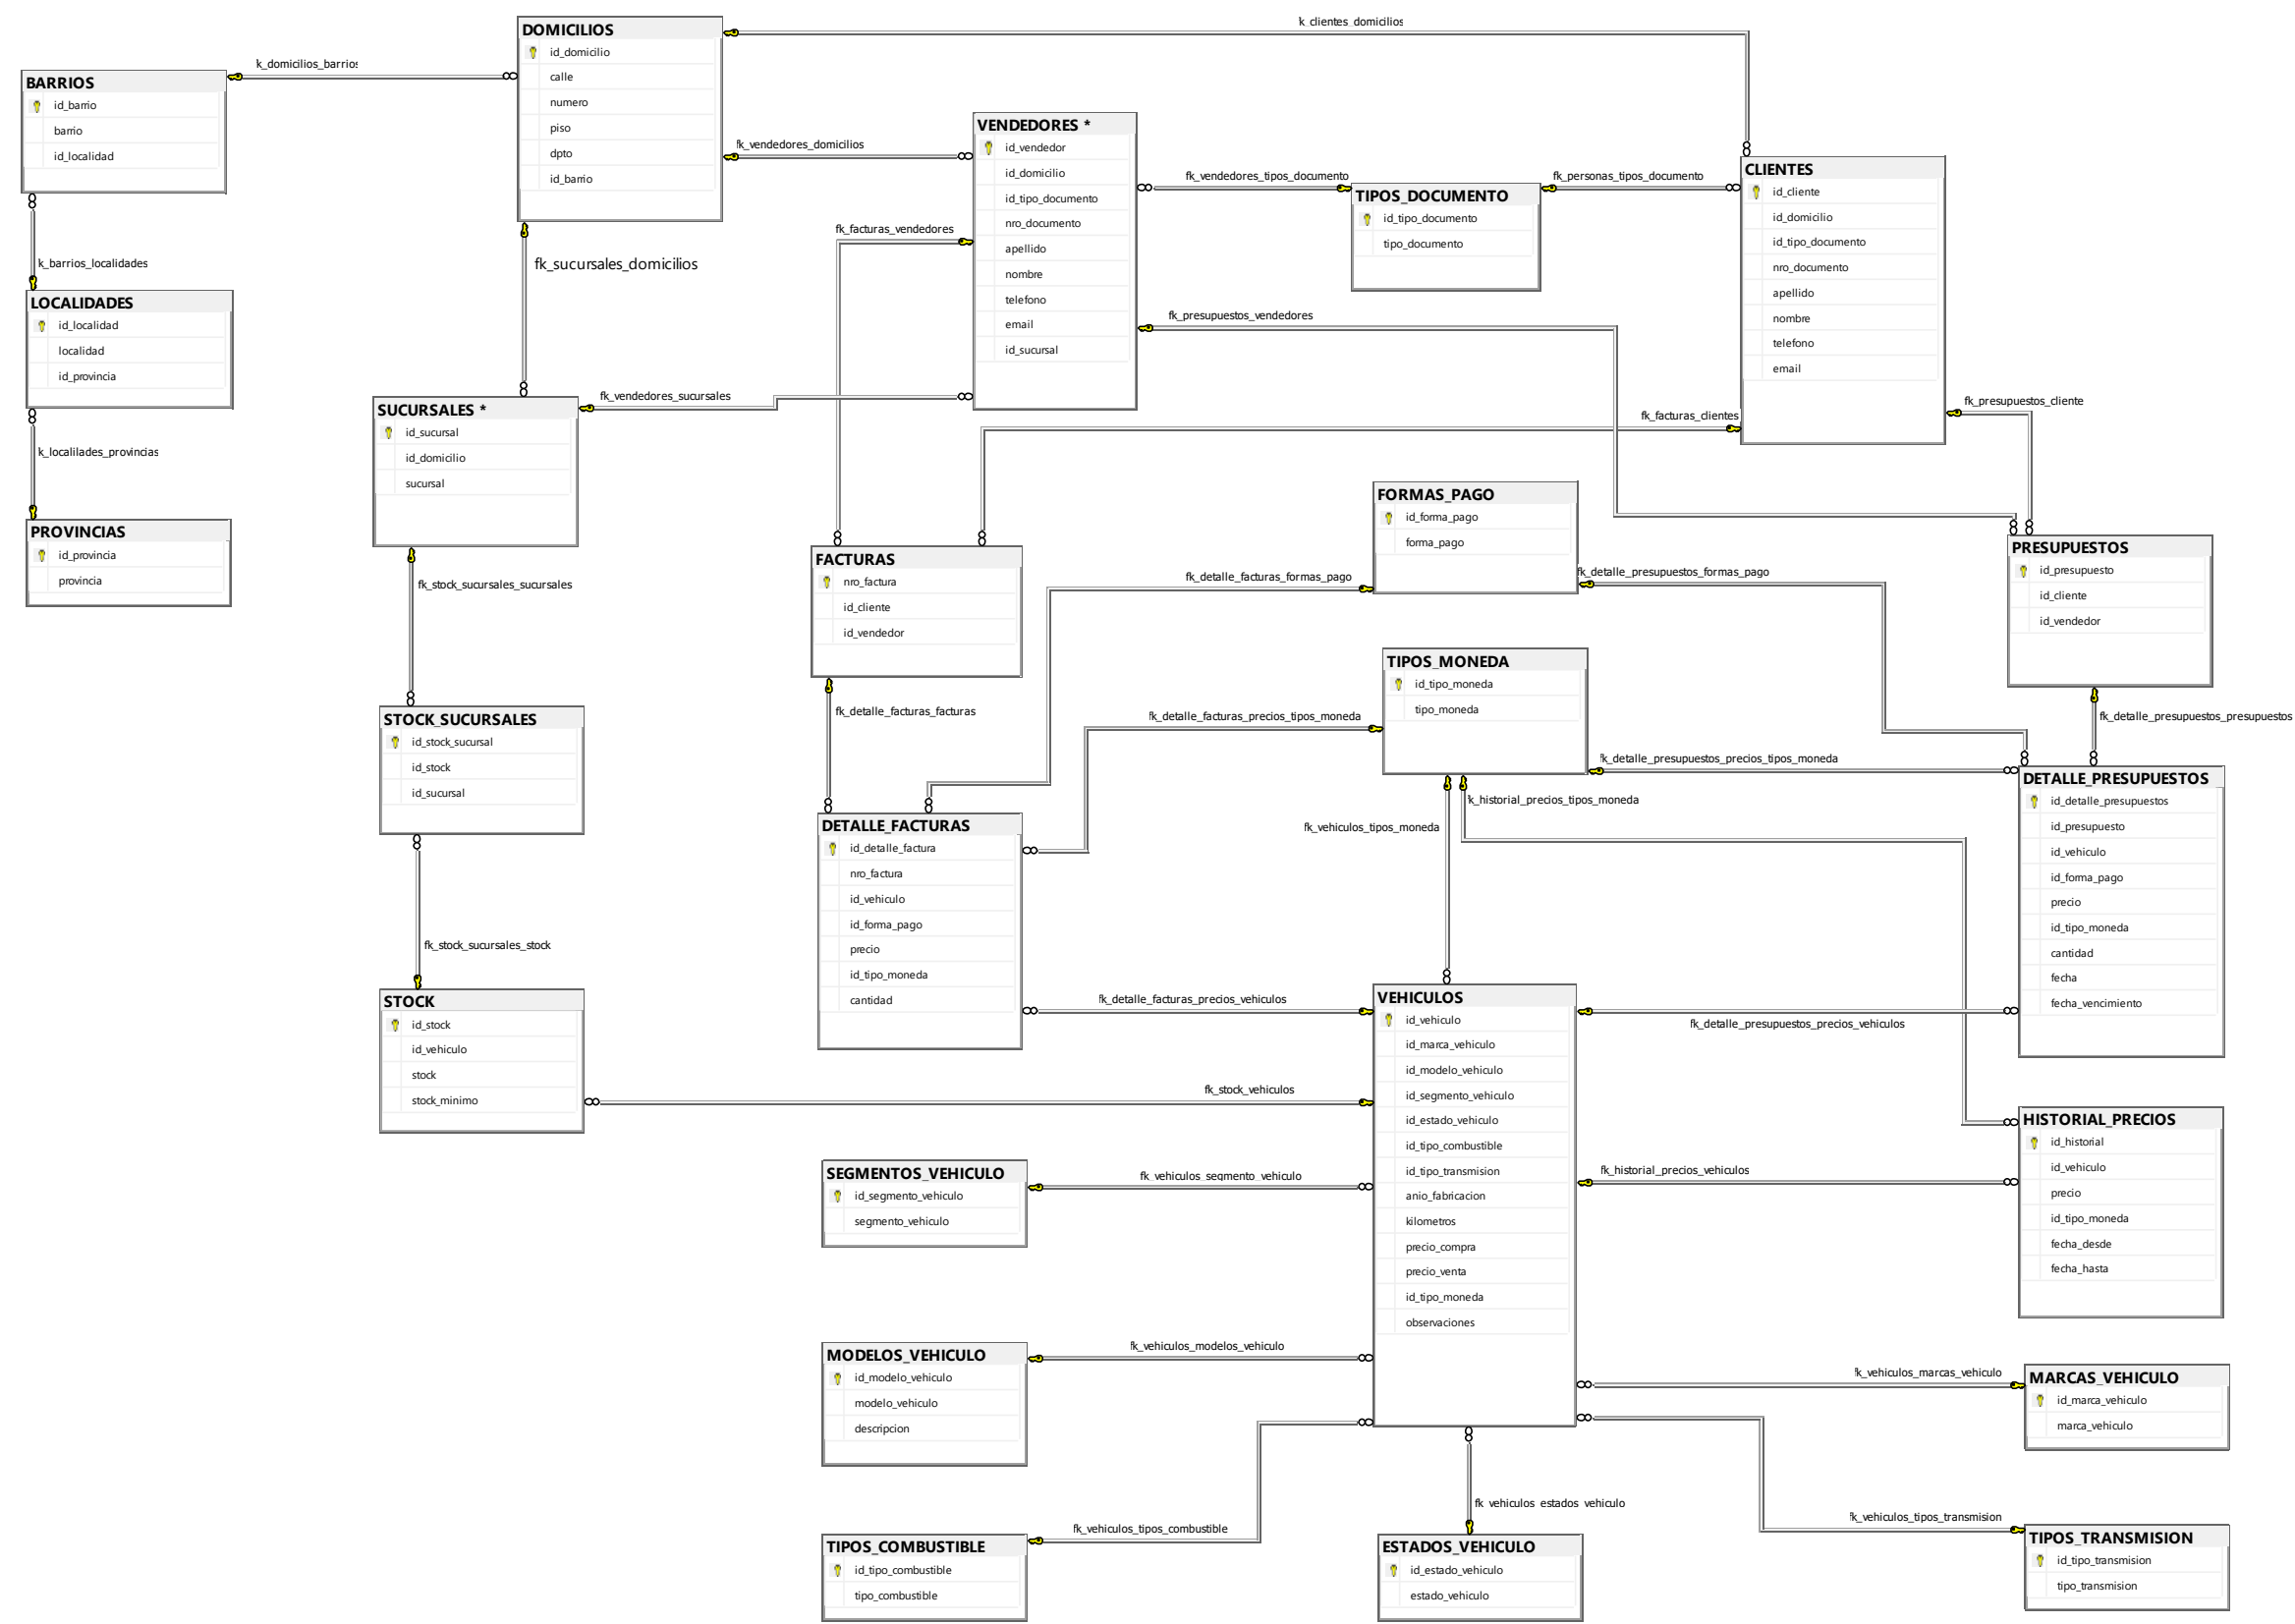 k_clientes_domicilios
DOMICILIOS
id_domicilio
calle
numero
piso
dpto
id_barrio
k_domicilios_barrios
BARRIOS
id_barrio
barrio
id_localidad
fk_vendedores_domicilios
VENDEDORES *
id_vendedor
id_domicilio
id_tipo_documento
nro_documento
apellido
nombre
telefono
email
id_sucursal
fk_vendedores_tipos_documento
TIPOS_DOCUMENTO
id_tipo_documento
tipo_documento
fk_personas_tipos_documento
CLIENTES
id_cliente
id_domicilio
id_tipo_documento
nro_documento
apellido
nombre
telefono
email
fk_facturas_vendedores
fk_sucursales_domicilios
k_barrios_localidades
LOCALIDADES
id_localidad
localidad
id_provincia
fk_presupuestos_vendedores
fk_vendedores_sucursales
SUCURSALES *
id_sucursal
id_domicilio
sucursal
fk_facturas_clientes
fk_presupuestos_cliente
k_localilades_provincias
PROVINCIAS
id_provincia
provincia
FORMAS_PAGO
id_forma_pago
forma_pago
fk_stock_sucursales_sucursales
FACTURAS
nro_factura
id_cliente
id_vendedor
fk_detalle_facturas_formas_pago
fk_detalle_presupuestos_formas_pago
PRESUPUESTOS
id_presupuesto
id_cliente
id_vendedor
TIPOS_MONEDA
id_tipo_moneda
tipo_moneda
STOCK_SUCURSALES
id_stock_sucursal
id_stock
id_sucursal
fk_detalle_facturas_facturas
fk_detalle_facturas_precios_tipos_moneda
fk_detalle_presupuestos_presupuestos
fk_detalle_presupuestos_precios_tipos_moneda
k_historial_precios_tipos_moneda
fk_vehiculos_tipos_moneda
DETALLE_PRESUPUESTOS
id_detalle_presupuestos
id_presupuesto
id_vehiculo
id_forma_pago
precio
id_tipo_moneda
cantidad
fecha
fecha_vencimiento
DETALLE_FACTURAS
id_detalle_factura
nro_factura
id_vehiculo
id_forma_pago
precio
id_tipo_moneda
cantidad
fk_stock_sucursales_stock
STOCK
id_stock
id_vehiculo
stock
stock_minimo
fk_detalle_facturas_precios_vehiculos
VEHICULOS
id_vehiculo
id_marca_vehiculo
id_modelo_vehiculo
id_segmento_vehiculo
id_estado_vehiculo
id_tipo_combustible
id_tipo_transmision
anio_fabricacion
kilometros
precio_compra
precio_venta
id_tipo_moneda
observaciones
fk_detalle_presupuestos_precios_vehiculos
fk_stock_vehiculos
HISTORIAL_PRECIOS
id_historial
id_vehiculo
precio
id_tipo_moneda
fecha_desde
fecha_hasta
SEGMENTOS_VEHICULO
id_segmento_vehiculo
segmento_vehiculo
fk_vehiculos_segmento_vehiculo
fk_historial_precios_vehiculos
MODELOS_VEHICULO
id_modelo_vehiculo
modelo_vehiculo
descripcion
fk_vehiculos_modelos_vehiculo
fk_vehiculos_marcas_vehiculo
MARCAS_VEHICULO
id_marca_vehiculo
marca_vehiculo
fk_vehiculos_estados_vehiculo
fk_vehiculos_tipos_combustible
TIPOS_COMBUSTIBLE
id_tipo_combustible
tipo_combustible
ESTADOS_VEHICULO
id_estado_vehiculo
estado_vehiculo
fk_vehiculos_tipos_transmision
TIPOS_TRANSMISION
id_tipo_transmision
tipo_transmision